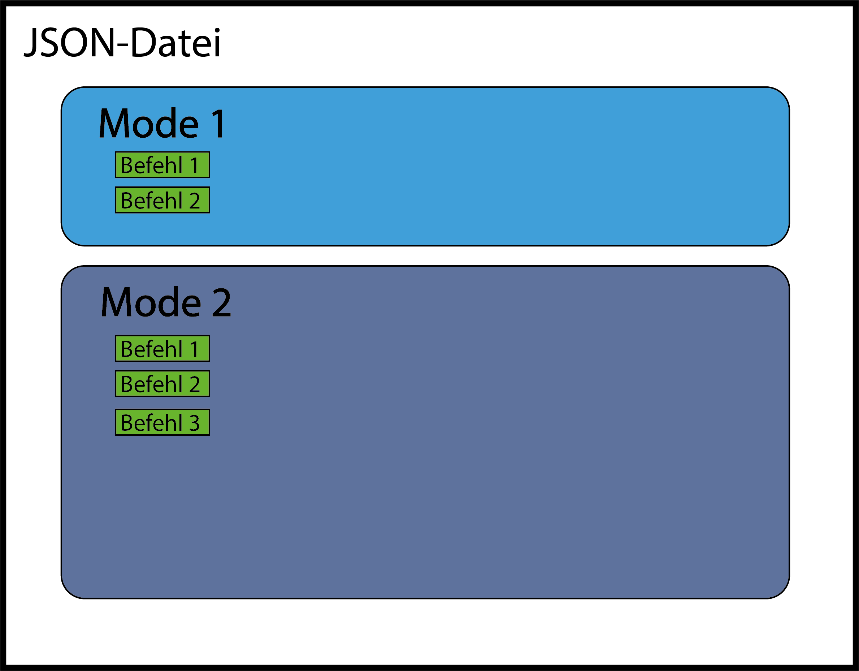 JSON-Datei
Mode 1
Befehl 1
Befehl 2
Mode 2
Befehl 1
Befehl 2
Befehl 3